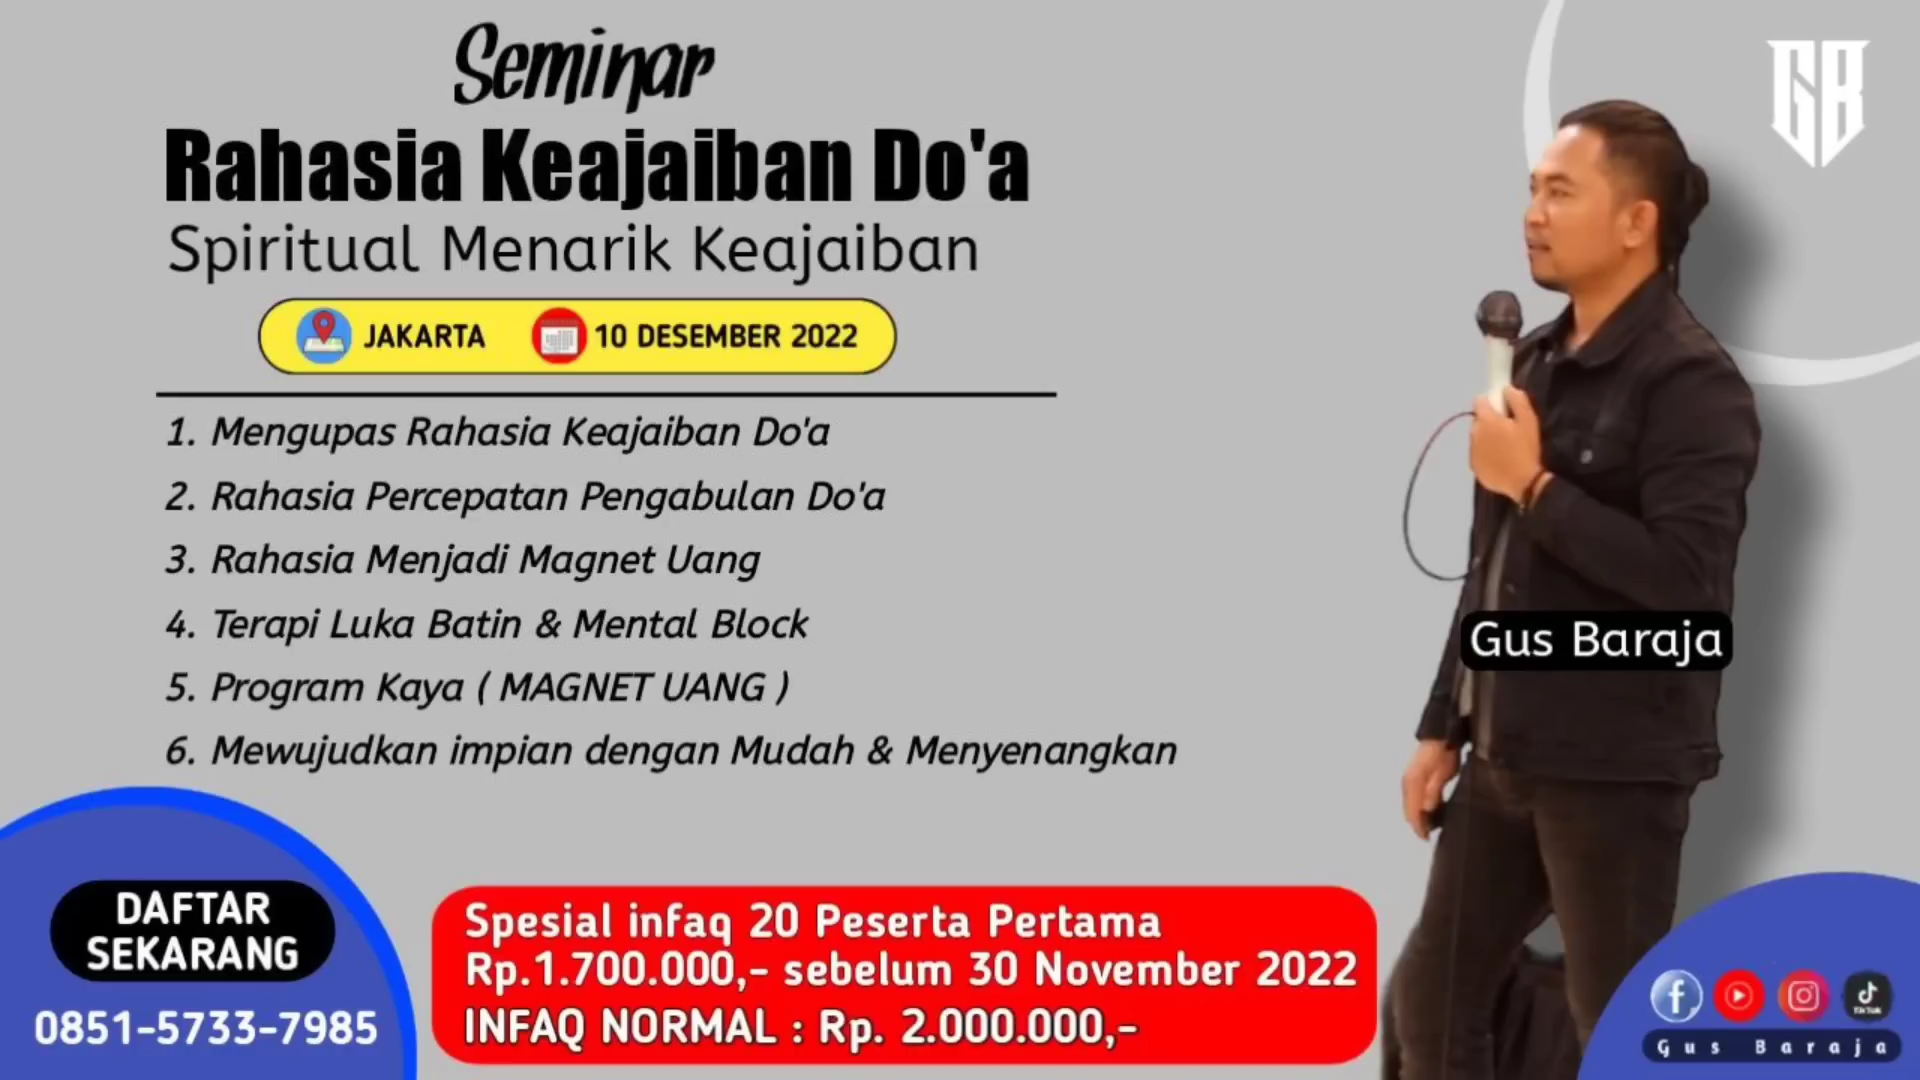 Seminar
Rahasia Keajaiban Do'a
Spiritual Menarik Keajaiban
JAKARTA 10 DESEMBER 2022
1. Mengupas Rahasia Keajaiban Do'a
2. Rahasia Percepatan Pengabulan Do'a
3. Rahasia Menjadi Magnet Uang
4. Terapi Luka Batin & Mental Block
5. Program Kaya ( MAGNET UANG )
6. Mewujudkan impian dengan Mudah & Menyenangkan
GB
Gus Baraja
DAFTAR
SEKARANG
0851-5733-7985
Spesial infaq 20 Peserta Pertama
Rp.1.700.000,- sebelum 30 November 2022
INFAQ NORMAL : Rp. 2.000.000,-
TikTok
Gus Baraja